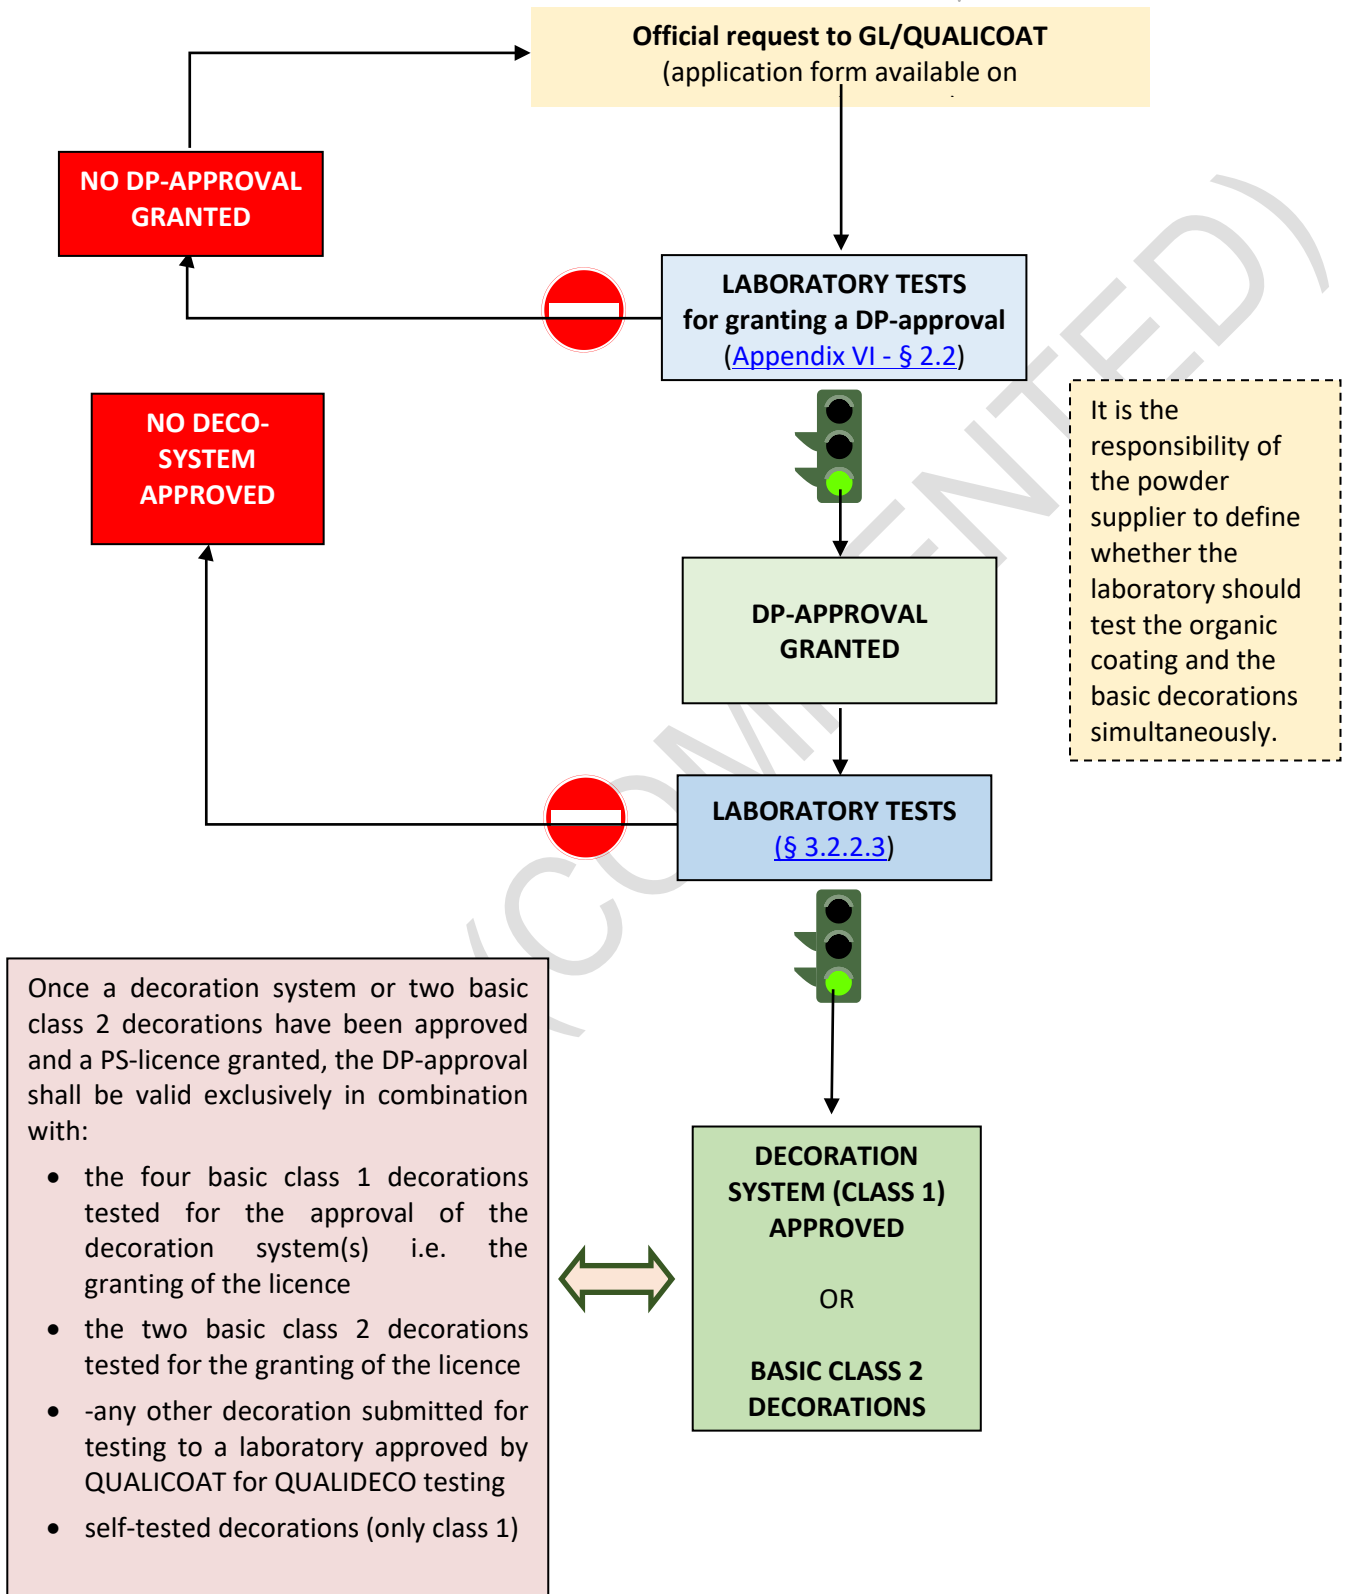 Official request to GL/QUALICOAT
(application form available on
NO DP-APPROVAL
GRANTED
LABORATORY TESTS
for granting a DP-approval
(Appendix VI - § 2.2)
NO DECO-
SYSTEM
APPROVED
It is the
responsibility of
the powder
supplier to define
whether the
laboratory should
test the organic
coating and the
basic decorations
simultaneously.
DP-APPROVAL
GRANTED
LABORATORY TESTS
(§ 3.2.2.3)
Once a decoration system or two basic
class 2 decorations have been approved
and a PS-licence granted, the DP-approval
shall be valid exclusively in combination
with:
• the four basic class 1 decorations
tested for the approval of the
decoration system(s) i.e. the
granting of the licence
• the two basic class 2 decorations
tested for the granting of the licence
• -any other decoration submitted for
testing to a laboratory approved by
QUALICOAT for QUALIDECO testing
• self-tested decorations (only class 1)
DECORATION
SYSTEM (CLASS 1)
APPROVED
OR
BASIC CLASS 2
DECORATIONS